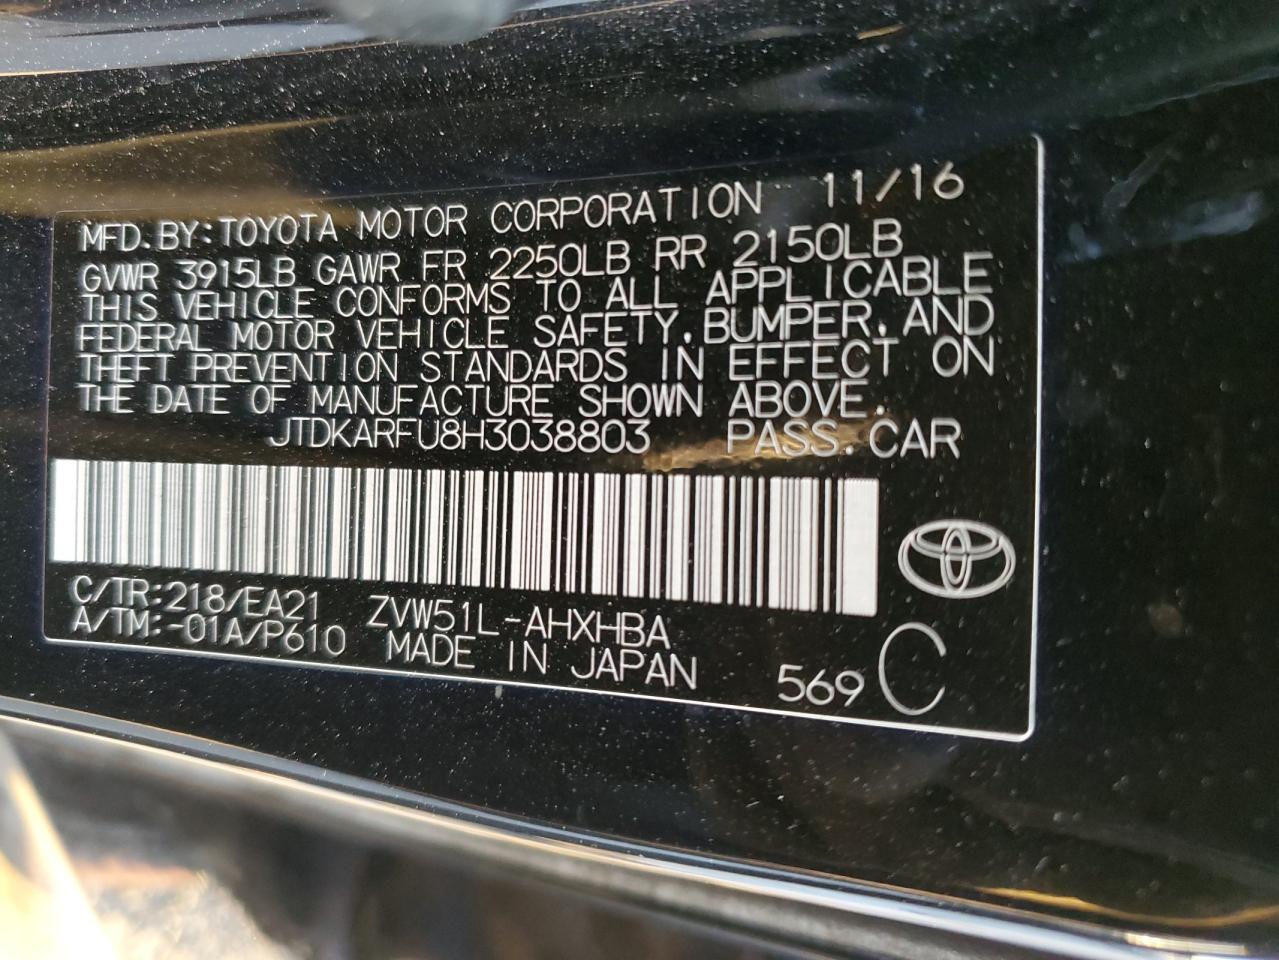 MFD.BY:TOYOTA MOTOR CORPORATION 11/16
GVWR 3915LB GAWR FR 2250LB RR 2150LB
THIS VEHICLE CONFORMS TO ALL APPLICABLE
FEDERAL MOTOR VEHICLE SAFETY,BUMPER,AND
THEFT PREVENTION STANDARDS IN EFFECT ON
THE DATE OF MANUFACTURE SHOWN ABOVE.
JTDKARFU8H3038803 PASS.CAR
C/TR:218/EA21 ZVW51L-AHXHBA
A/TM:-01A/P610 MADE IN JAPAN
569 C